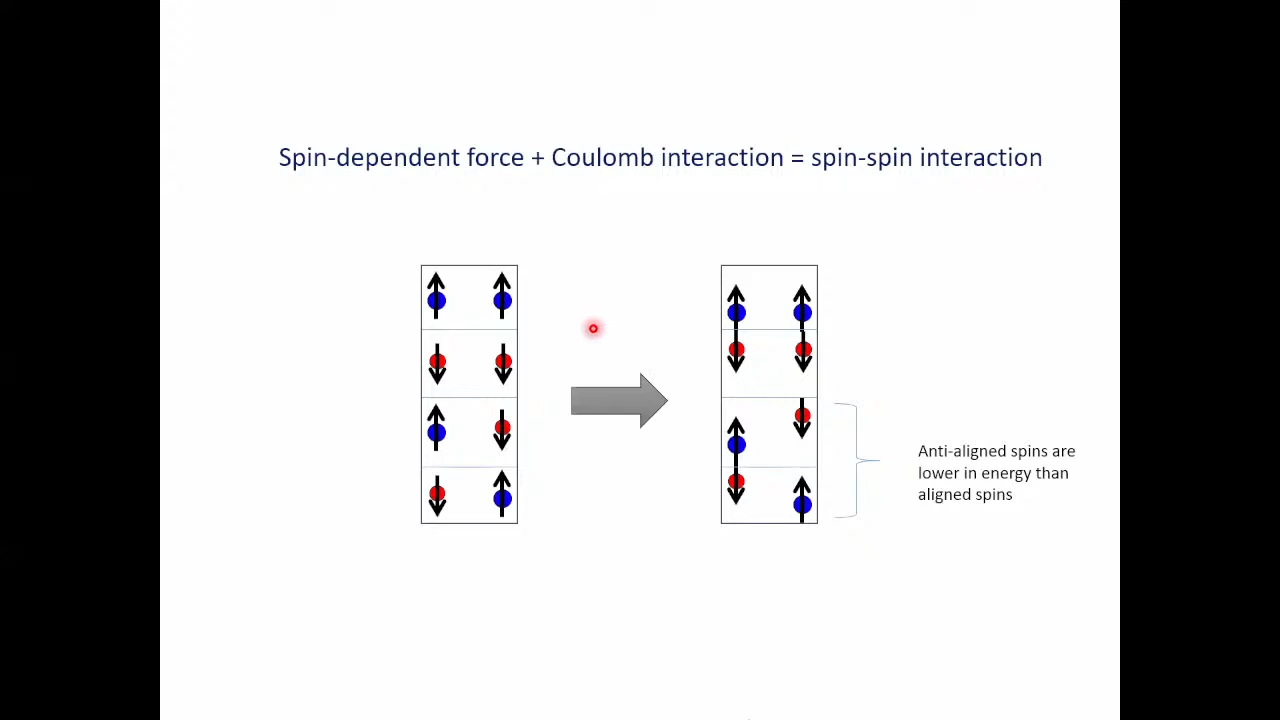 Spin-dependent force + Coulomb interaction = spin-spin interaction
Anti-aligned spins are
lower in energy than
aligned spins